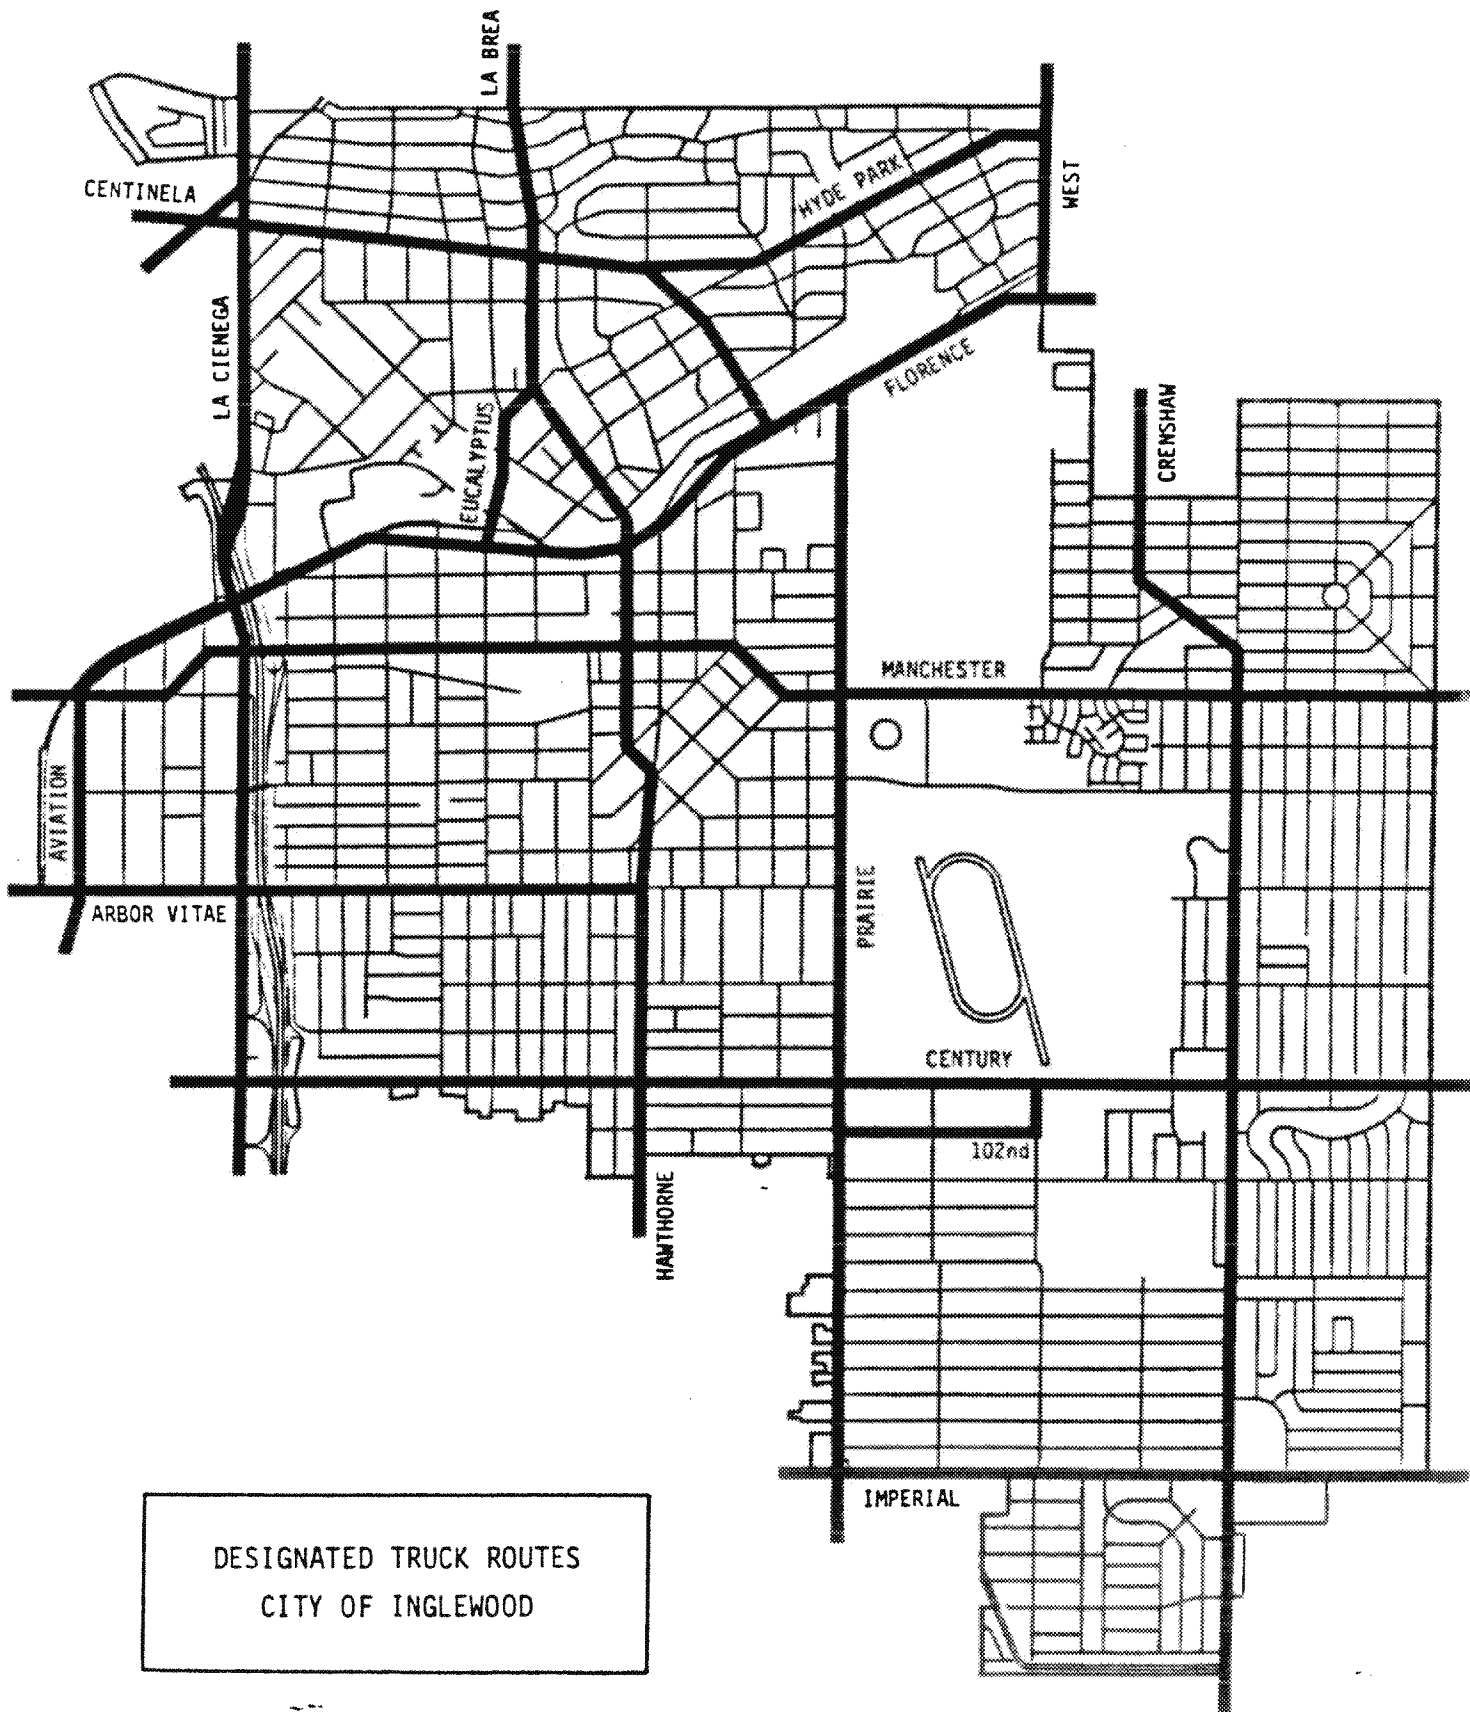 LA BREA
CENTINELA
HYDE PARK
WEST
LA CIENEGA
FLORENCE
EUCALYPTUS
CRENSHAW
MANCHESTER
AVIATION
ARBOR VITAE
PRAIRIE
CENTURY
102nd
HAWTHORNE
IMPERIAL
DESIGNATED TRUCK ROUTES
CITY OF INGLEWOOD